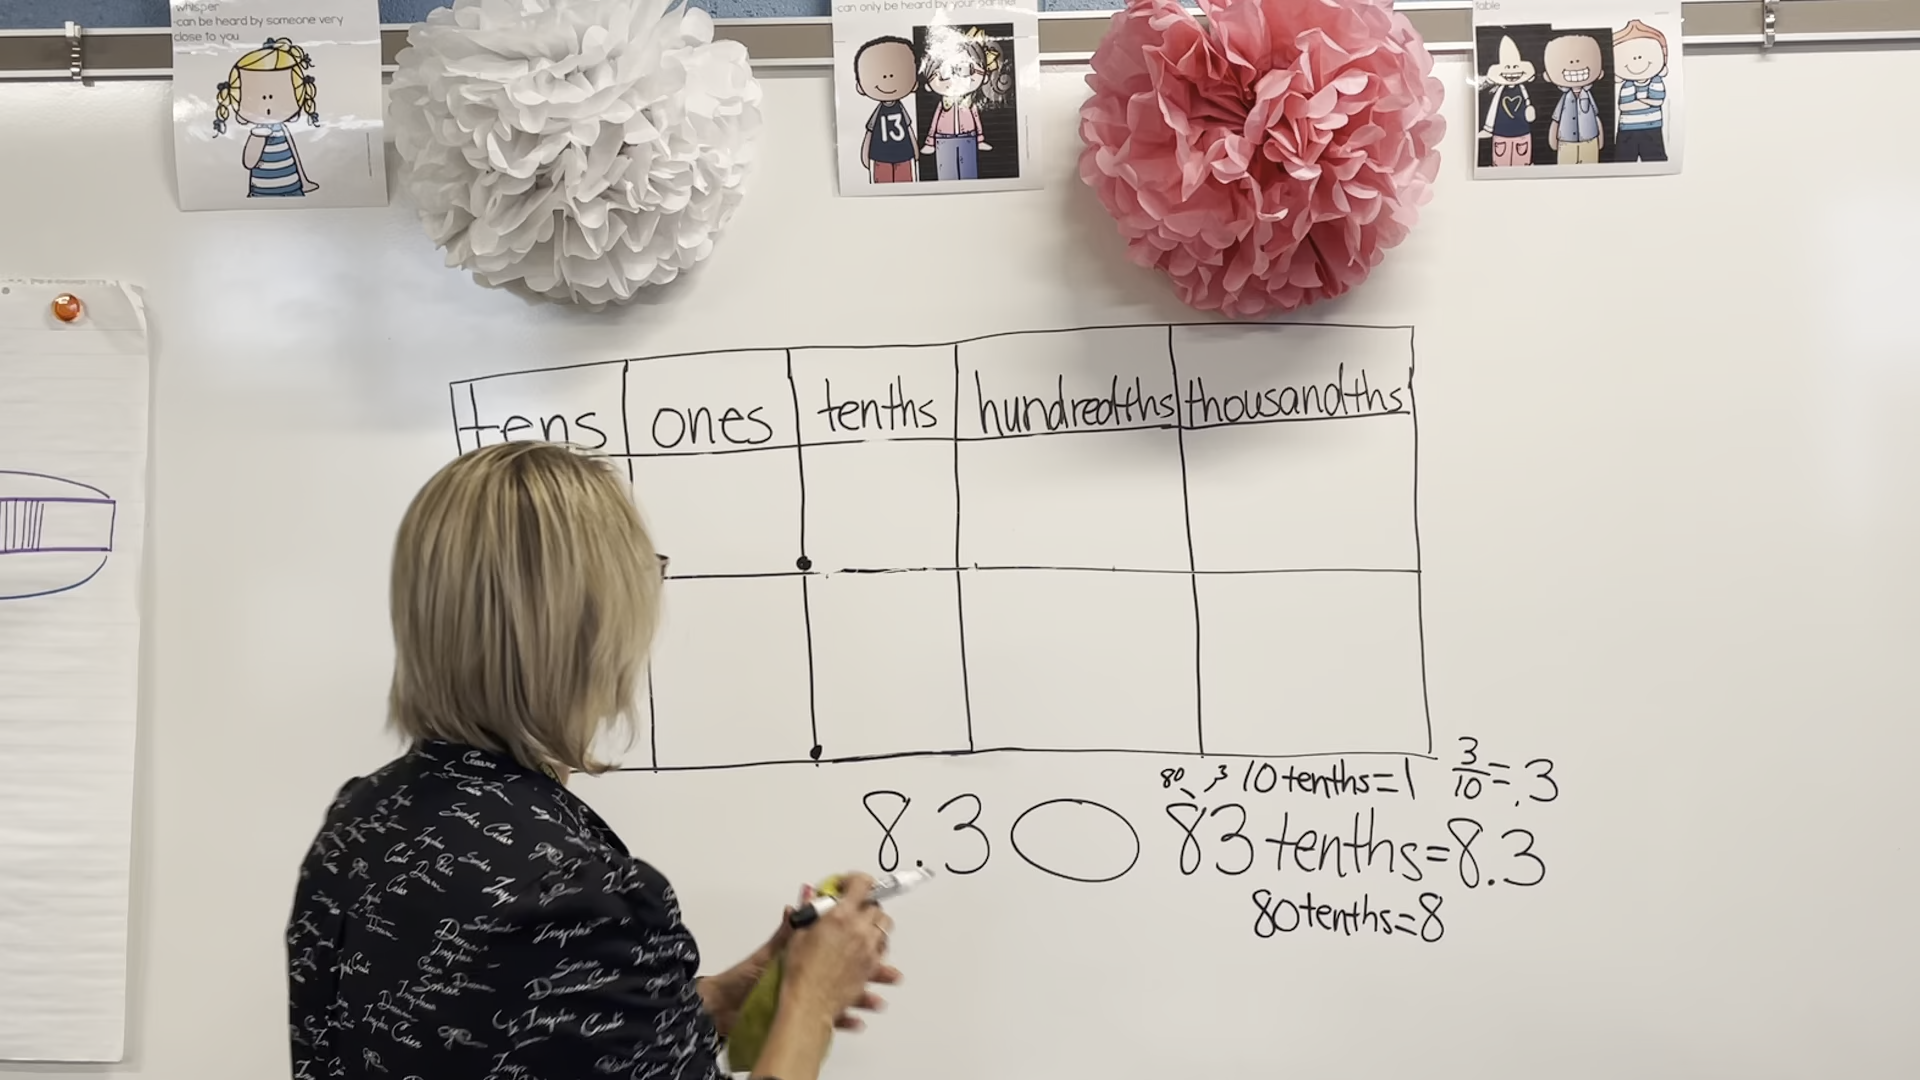 whisper
can be heard by someone very
close to you
can only be heard by your partner
table
13
tens ones tenths hundredths thousandths
80 3 10 tenths=1 3/10=.3
8.3 83 tenths=8.3
80 tenths=8